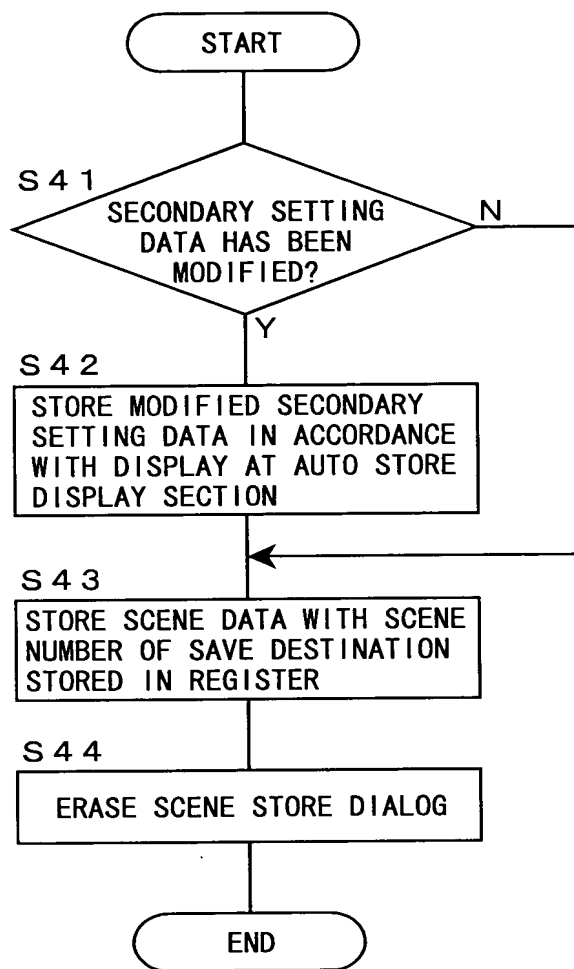 START
S41
SECONDARY SETTING
DATA HAS BEEN
MODIFIED?
N
Y
S42
STORE MODIFIED SECONDARY
SETTING DATA IN ACCORDANCE
WITH DISPLAY AT AUTO STORE
DISPLAY SECTION
S43
STORE SCENE DATA WITH SCENE
NUMBER OF SAVE DESTINATION
STORED IN REGISTER
S44
ERASE SCENE STORE DIALOG
END